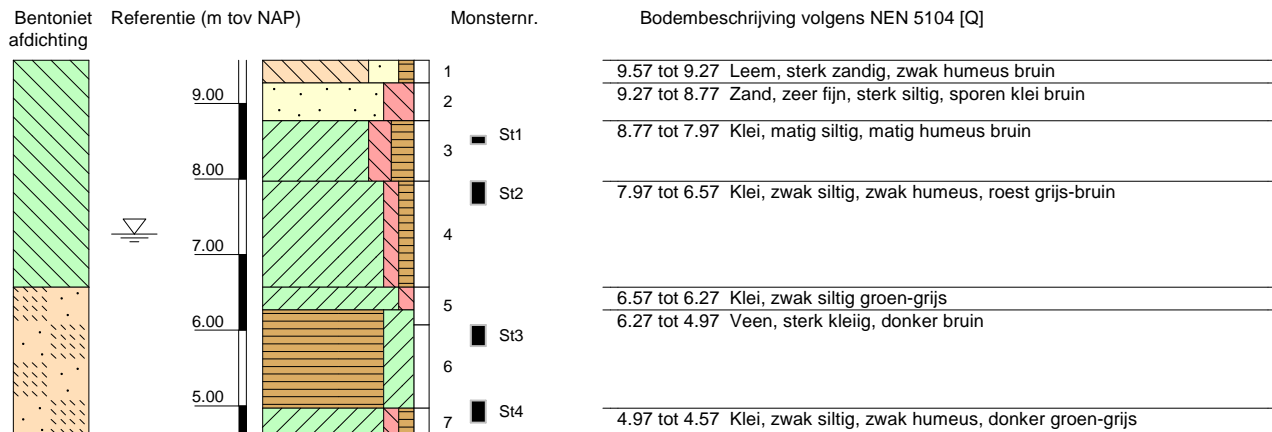 Bentoniet Referentie (m tov NAP) Monsternr. Bodembeschrijving volgens NEN 5104 [Q]
afdichting
1 9.57 tot 9.27 Leem, sterk zandig, zwak humeus bruin
9.00 2 9.27 tot 8.77 Zand, zeer fijn, sterk siltig, sporen klei bruin
St1 8.77 tot 7.97 Klei, matig siltig, matig humeus bruin
3
8.00
St2 7.97 tot 6.57 Klei, zwak siltig, zwak humeus, roest grijs-bruin
4
7.00
5 6.57 tot 6.27 Klei, zwak siltig groen-grijs
6.00 6.27 tot 4.97 Veen, sterk kleiig, donker bruin
St3
6
5.00
St4
7 4.97 tot 4.57 Klei, zwak siltig, zwak humeus, donker groen-grijs